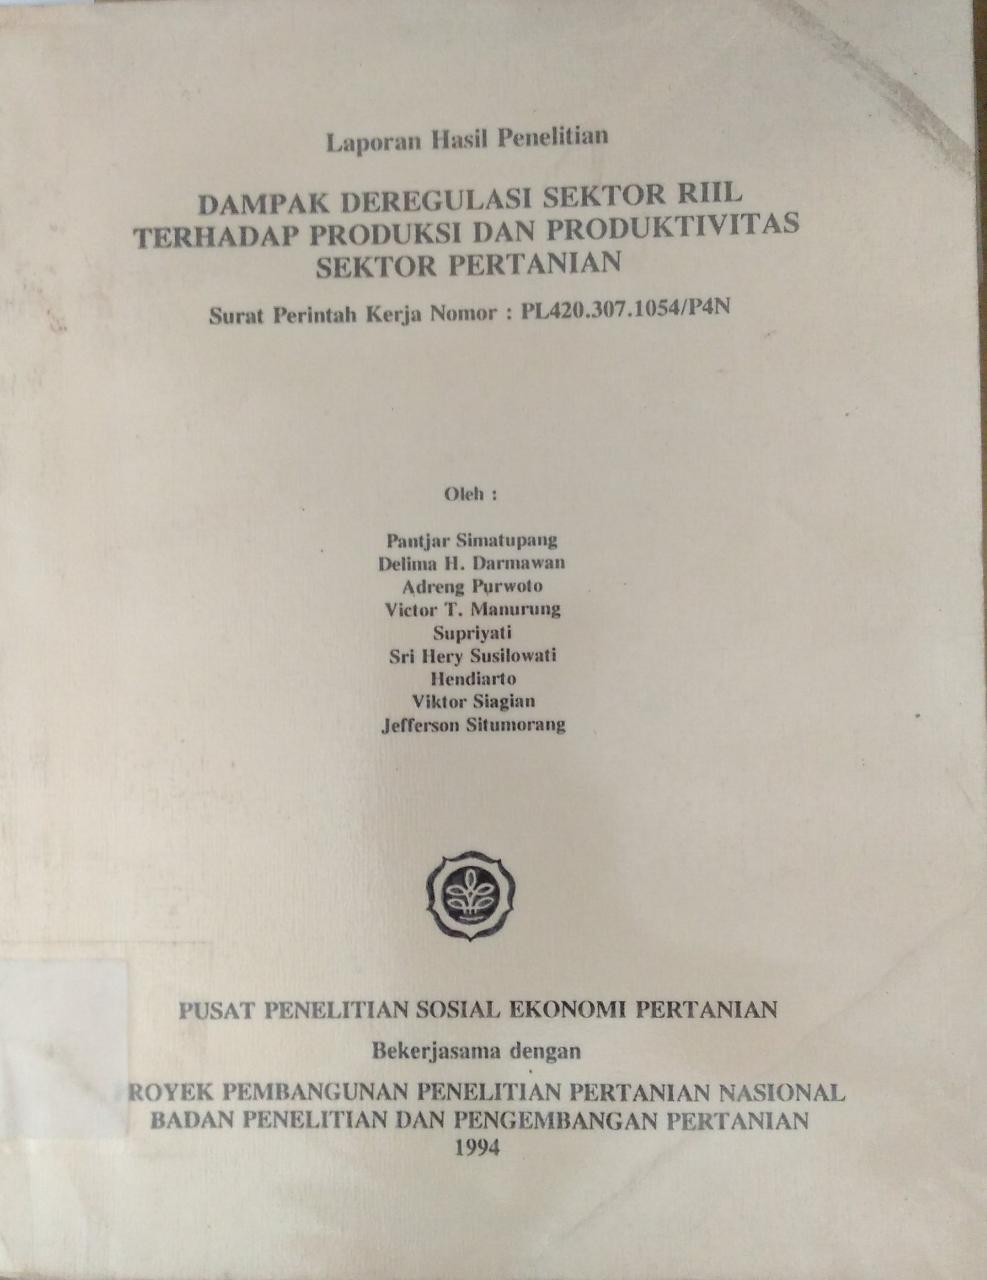 Laporan Hasil Penelitian
DAMPAK DEREGULASI SEKTOR RIIL
TERHADAP PRODUKSI DAN PRODUKTIVITAS
SEKTOR PERTANIAN
Surat Perintah Kerja Nomor : PL420.307.1054/P4N
Oleh :
Pantjar Simatupang
Delima H. Darmawan
Adreng Purwoto
Victor T. Manurung
Supriyati
Sri Hery Susilowati
Hendiarto
Viktor Siagian
Jefferson Situmorang
PUSAT PENELITIAN SOSIAL EKONOMI PERTANIAN
Bekerjasama dengan
ROYEK PEMBANGUNAN PENELITIAN PERTANIAN NASIONAL
BADAN PENELITIAN DAN PENGEMBANGAN PERTANIAN
1994